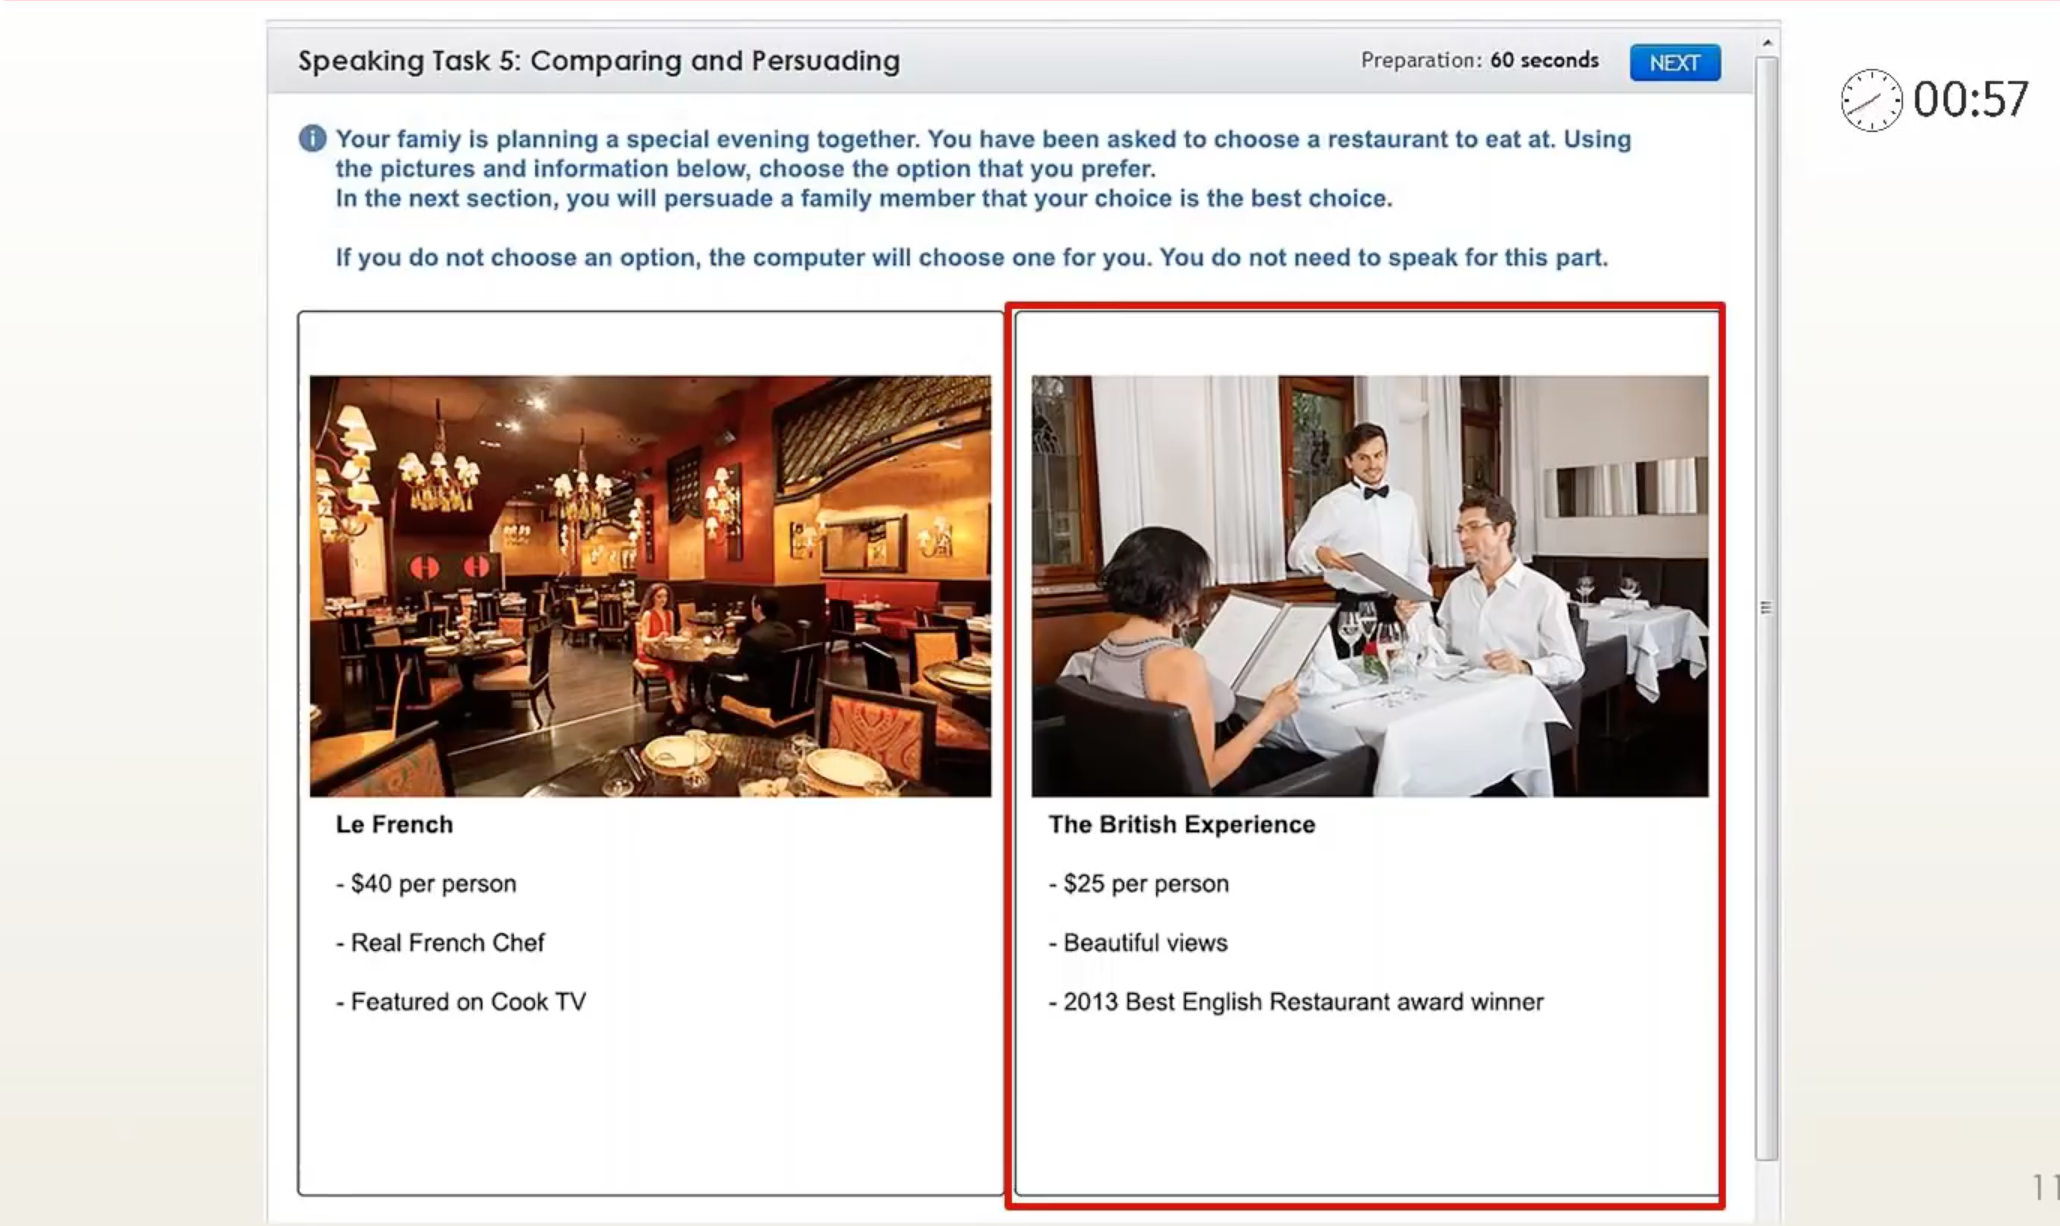 Speaking Task 5: Comparing and Persuading
Preparation: 60 seconds
NEXT
00:57
Your famiy is planning a special evening together. You have been asked to choose a restaurant to eat at. Using
the pictures and information below, choose the option that you prefer.
In the next section, you will persuade a family member that your choice is the best choice.
If you do not choose an option, the computer will choose one for you. You do not need to speak for this part.
Le French
- $40 per person
- Real French Chef
- Featured on Cook TV
The British Experience
- $25 per person
- Beautiful views
- 2013 Best English Restaurant award winner
11